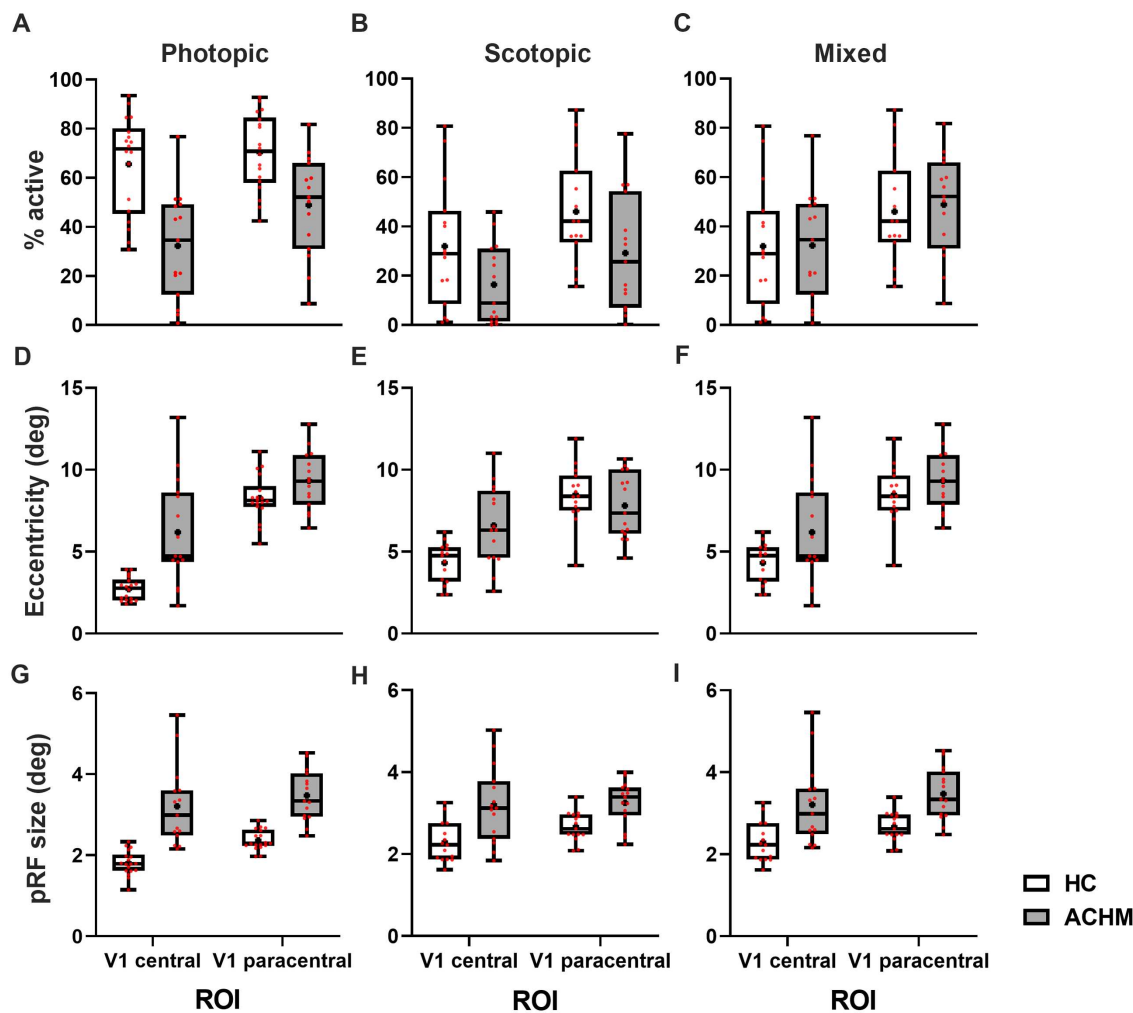 A
B
C
Photopic
Scotopic
Mixed
% active
100
80
60
40
20
0
100
80
60
40
20
0
100
80
60
40
20
0
D
E
F
Eccentricity (deg)
15
10
5
0
15
10
5
0
15
10
5
0
G
H
I
pRF size (deg)
6
4
2
0
6
4
2
0
6
4
2
0
HC
ACHM
V1 central
V1 paracentral
V1 central
V1 paracentral
V1 central
V1 paracentral
ROI
ROI
ROI